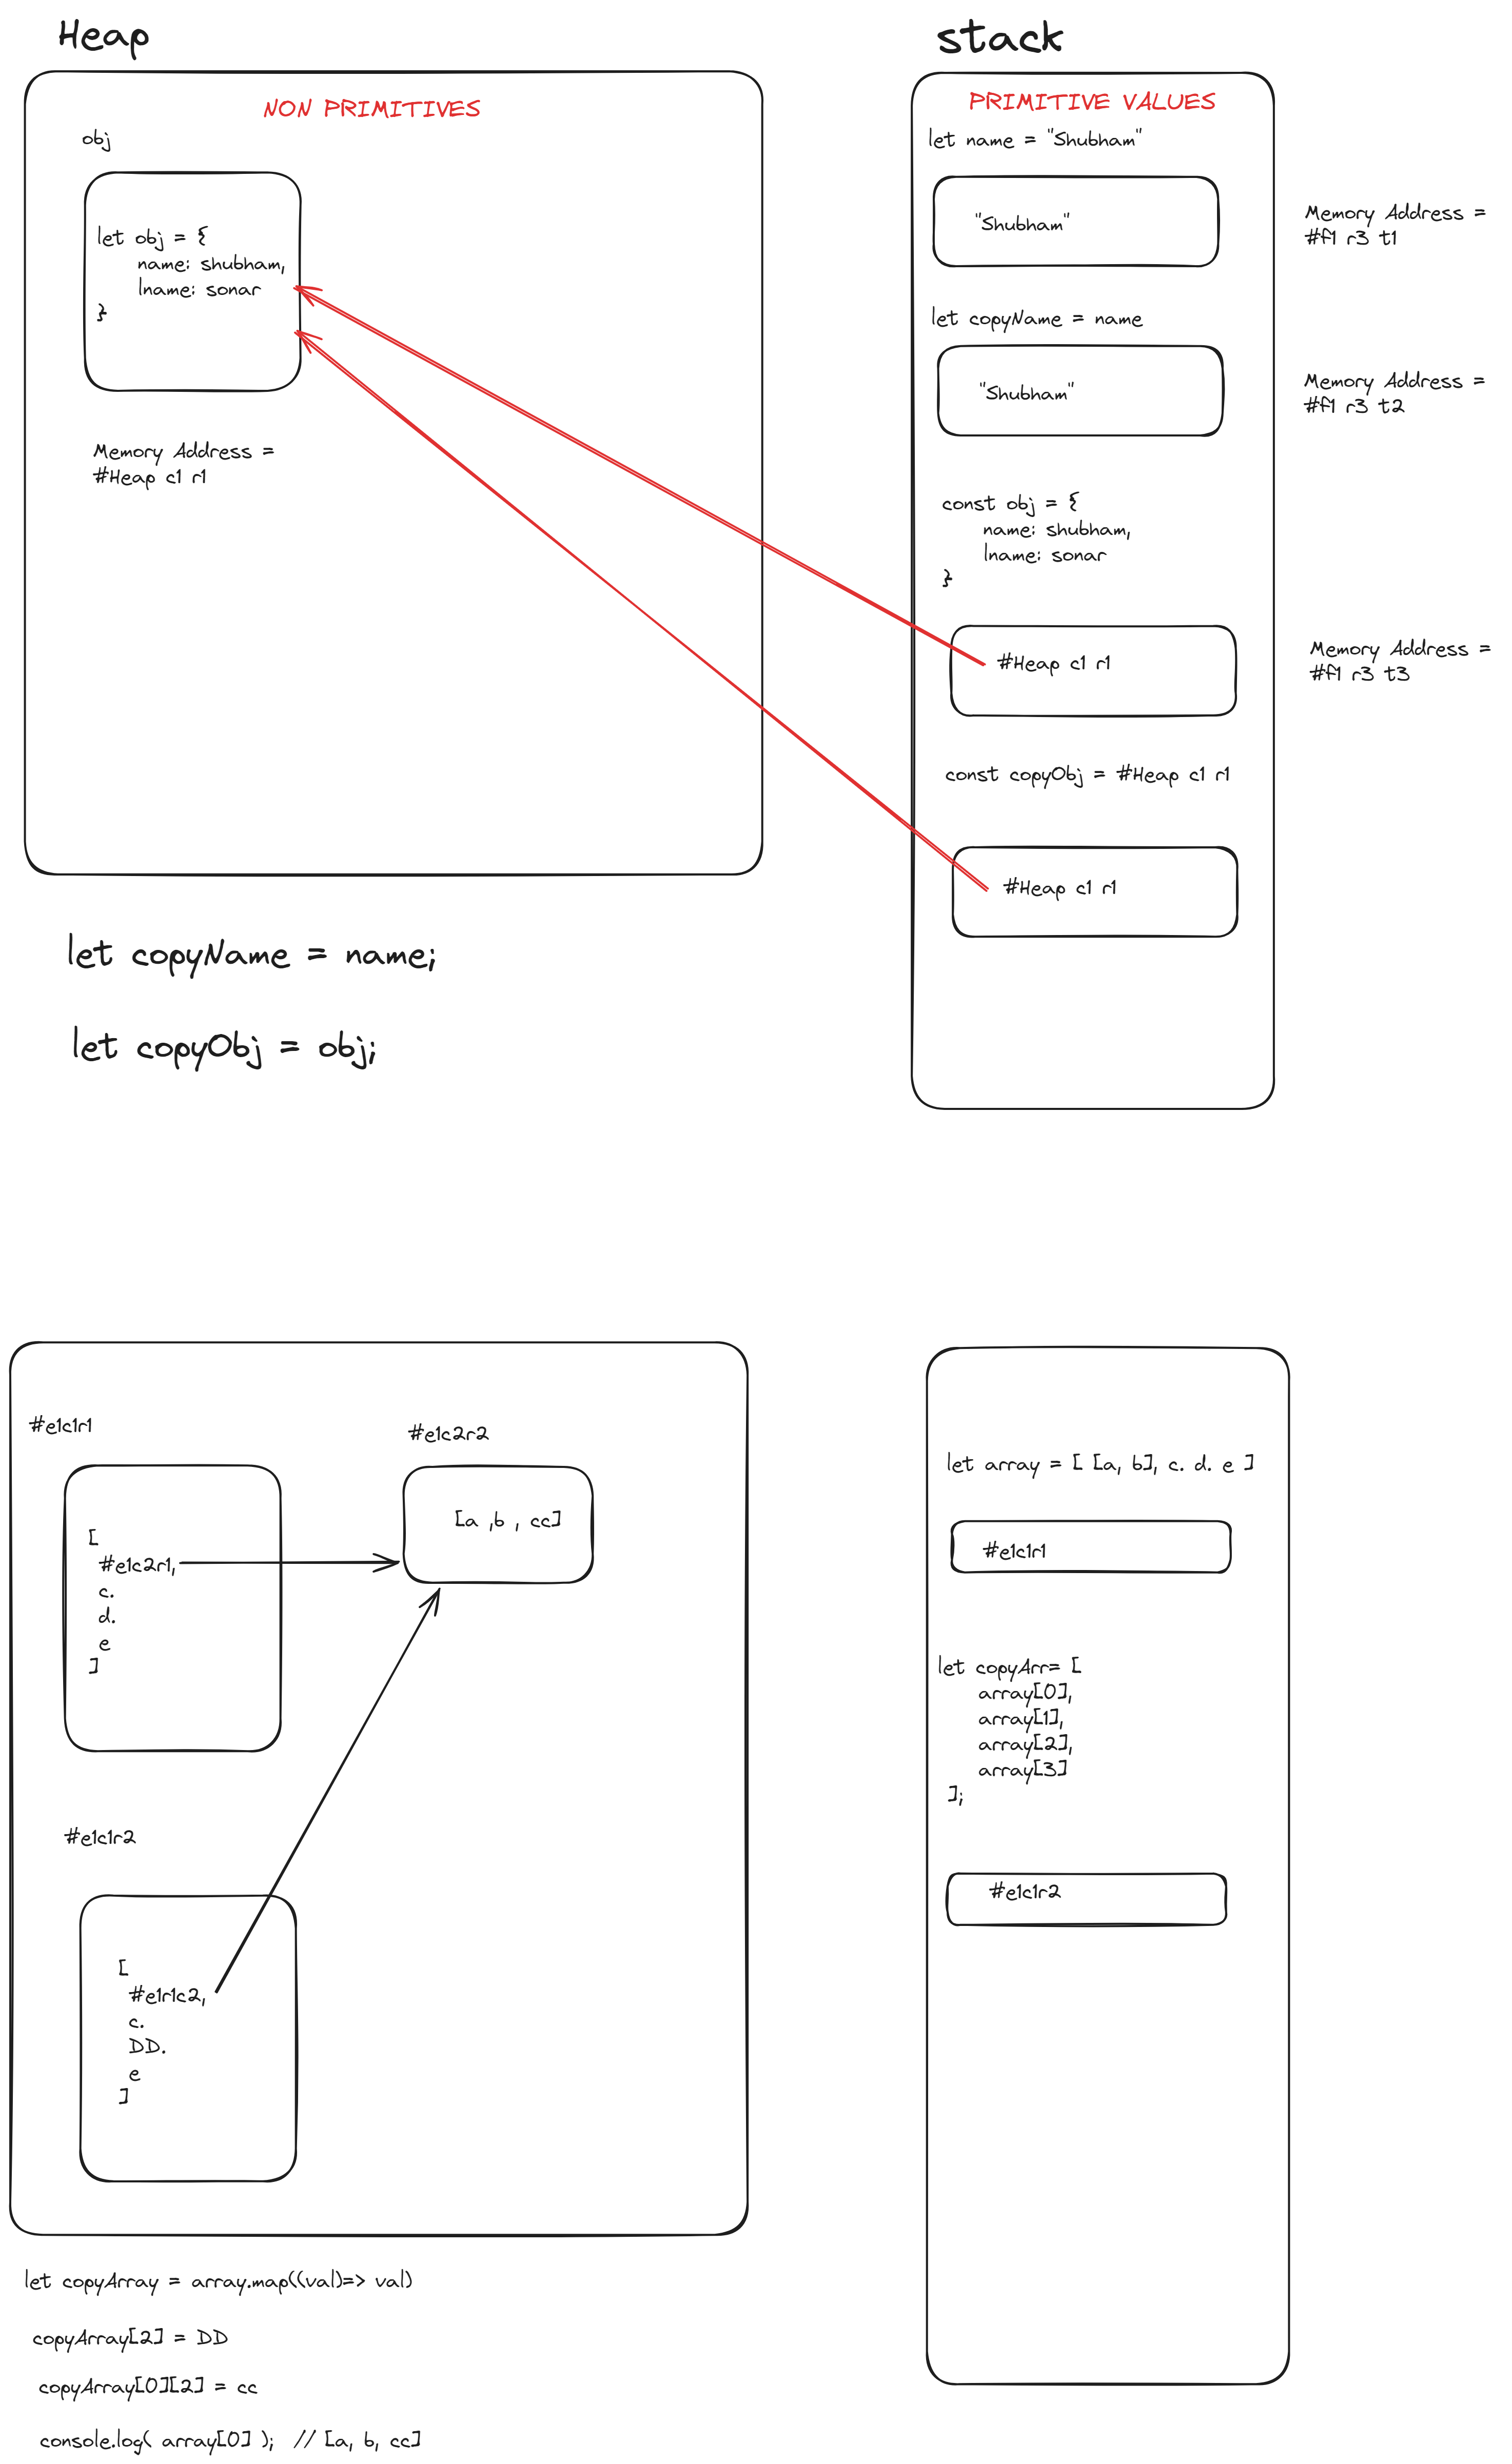 Heap
NON PRIMITIVES
obj
let obj = {
name: shubham,
lname: sonar
}
Memory Address =
#Heap c1 r1
let copyName = name;
let copyObj = obj;
stack
PRIMITIVE VALUES
let name = "Shubham"
"Shubham"
Memory Address =
#f1 r3 t1
let copyName = name
"Shubham"
Memory Address =
#f1 r3 t2
const obj = {
name: shubham,
lname: sonar
}
#Heap c1 r1
Memory Address =
#f1 r3 t3
const copyObj = #Heap c1 r1
#Heap c1 r1
#e1c1r1
[
#e1c2r1,
c.
d.
e
]
#e1c2r2
[a ,b , cc]
#e1c1r2
[
#e1r1c2,
c.
DD.
e
]
let array = [ [a, b], c. d. e ]
#e1c1r1
let copyArr= [
array[0],
array[1],
array[2],
array[3]
];
#e1c1r2
let copyArray = array.map((val)=> val)
copyArray[2] = DD
copyArray[0][2] = cc
console.log( array[0] ); // [a, b, cc]